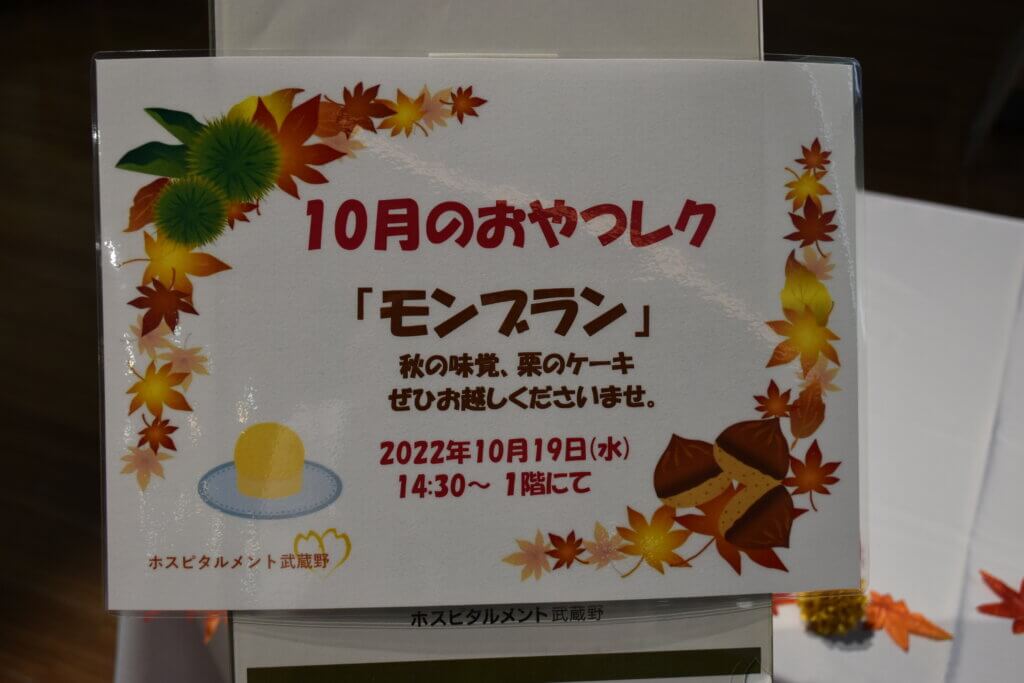 10月のおやつレク
「モンブラン」
秋の味覚、栗のケーキ
ぜひお越しくださいませ。
2022年10月19日(水)
14:30～ 1階にて
ホスピタルメント武蔵野
ホスピタルメント武蔵野